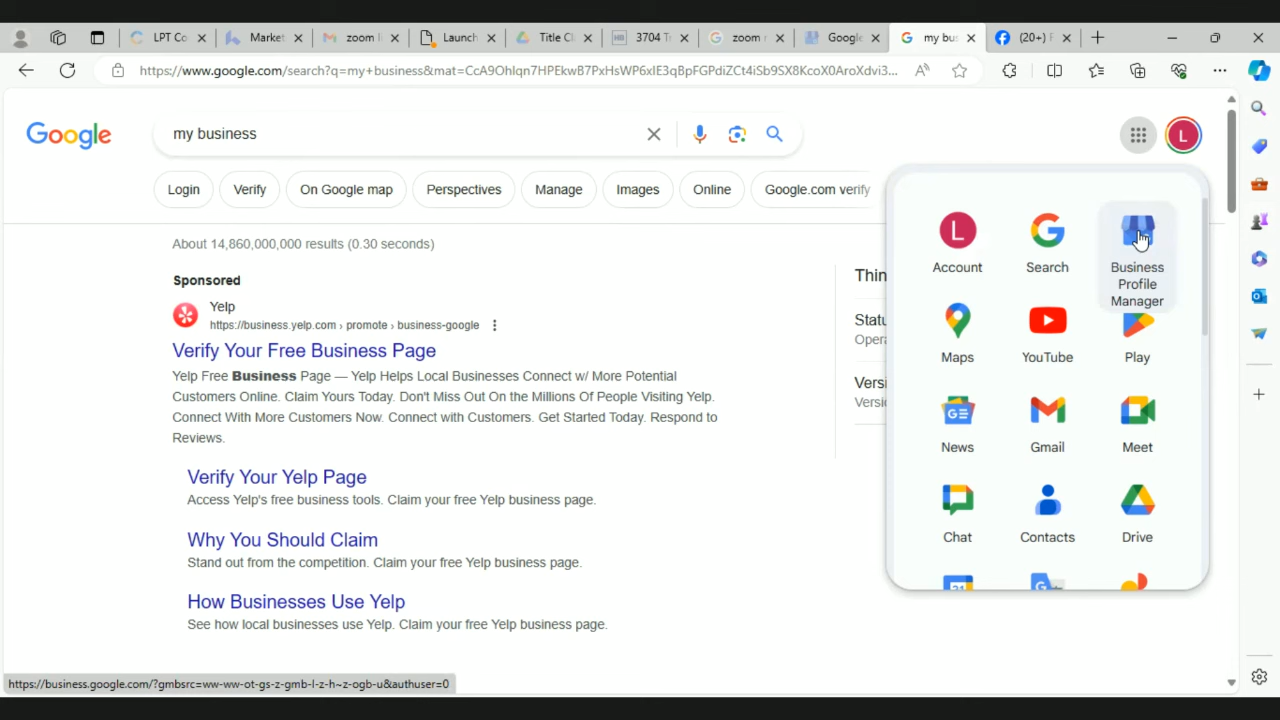 LPT Co
Market
zoom li
Launch
Title Cl
3704 Tr
zoom r
Google
my bus
(20+) F
https://www.google.com/search?q=my+business&mat=CcA9OhIqn7HPEkwB7PxHsWP6xIE3qBpFGPdiZCt4iSb9SX8KcoX0AroXdvi3...
Google
my business
L
Login
Verify
On Google map
Perspectives
Manage
Images
Online
Google.com verify
About 14,860,000,000 results (0.30 seconds)
Sponsored
Yelp
https://business.yelp.com › promote › business-google
Verify Your Free Business Page
Yelp Free Business Page — Yelp Helps Local Businesses Connect w/ More Potential
Customers Online. Claim Yours Today. Don't Miss Out On the Millions Of People Visiting Yelp.
Connect With More Customers Now. Connect with Customers. Get Started Today. Respond to
Reviews.
Verify Your Yelp Page
Access Yelp's free business tools. Claim your free Yelp business page.
Why You Should Claim
Stand out from the competition. Claim your free Yelp business page.
How Businesses Use Yelp
See how local businesses use Yelp. Claim your free Yelp business page.
Thin
Statu
Opera
Versi
Versio
L
Account
Search
Business
Profile
Manager
Maps
YouTube
Play
News
Gmail
Meet
Chat
Contacts
Drive
https://business.google.com/?gmbsrc=ww-ww-ot-gs-z-gmb-l-z-h~z-ogb-u&authuser=0